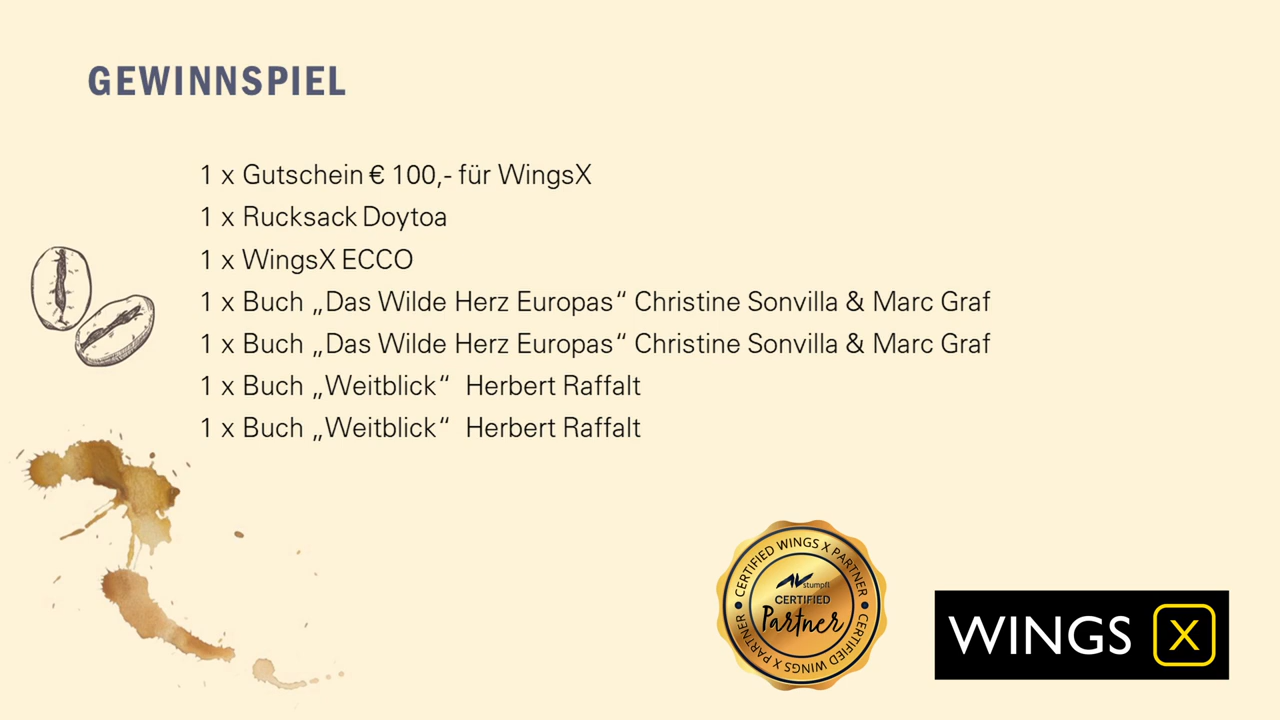 GEWINNSPIEL
1 x Gutschein € 100,- für WingsX
1 x Rucksack Doytoa
1 x WingsX ECCO
1 x Buch „Das Wilde Herz Europas“ Christine Sonvilla & Marc Graf
1 x Buch „Das Wilde Herz Europas“ Christine Sonvilla & Marc Graf
1 x Buch „Weitblick“  Herbert Raffalt
1 x Buch „Weitblick“  Herbert Raffalt
CERTIFIED WINGS X PARTNER
AV stumpfl
CERTIFIED
Partner
CERTIFIED WINGS X PARTNER
WINGS X